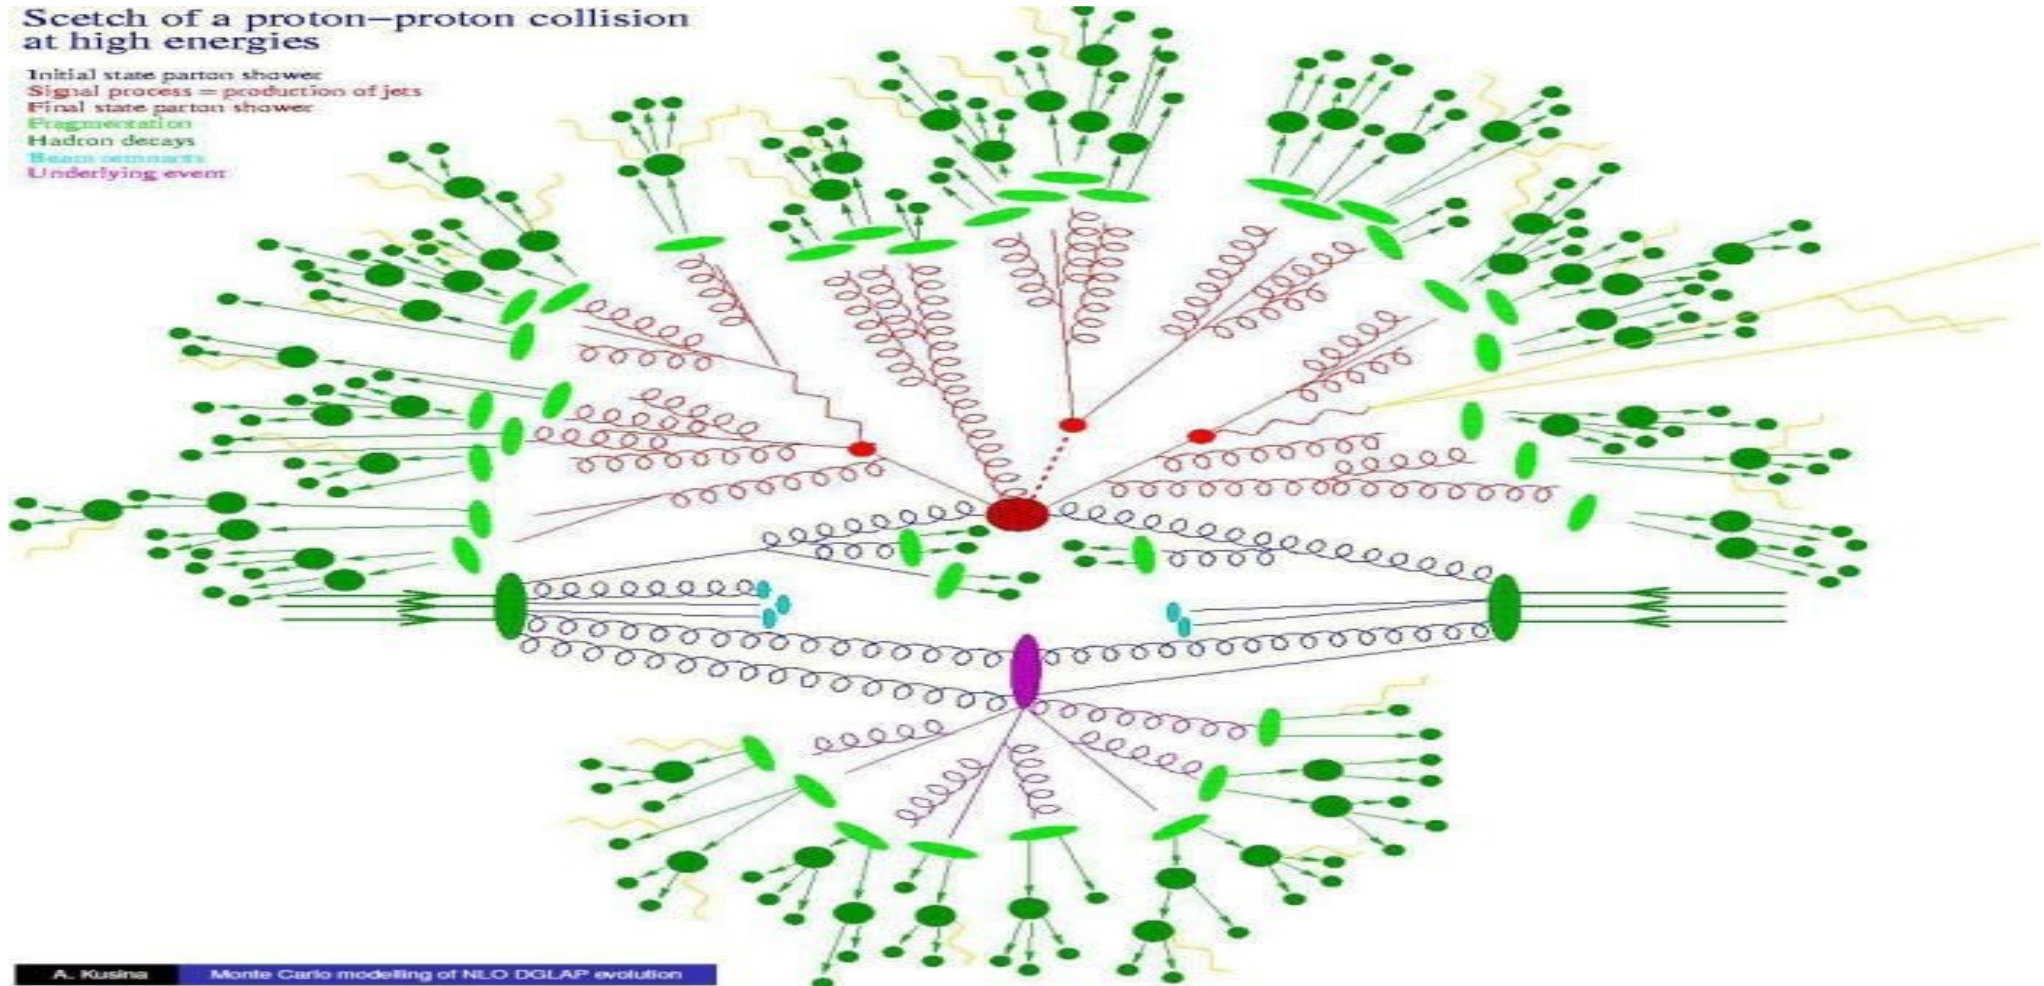 Scetch of a proton–proton collision
at high energies
Initial state parton shower
Signal process = production of jets
Final state parton shower
Fragmentation
Hadron decays
Beam remnants
Underlying event
A. Kusina Monte Carlo modelling of NLO DGLAP evolution